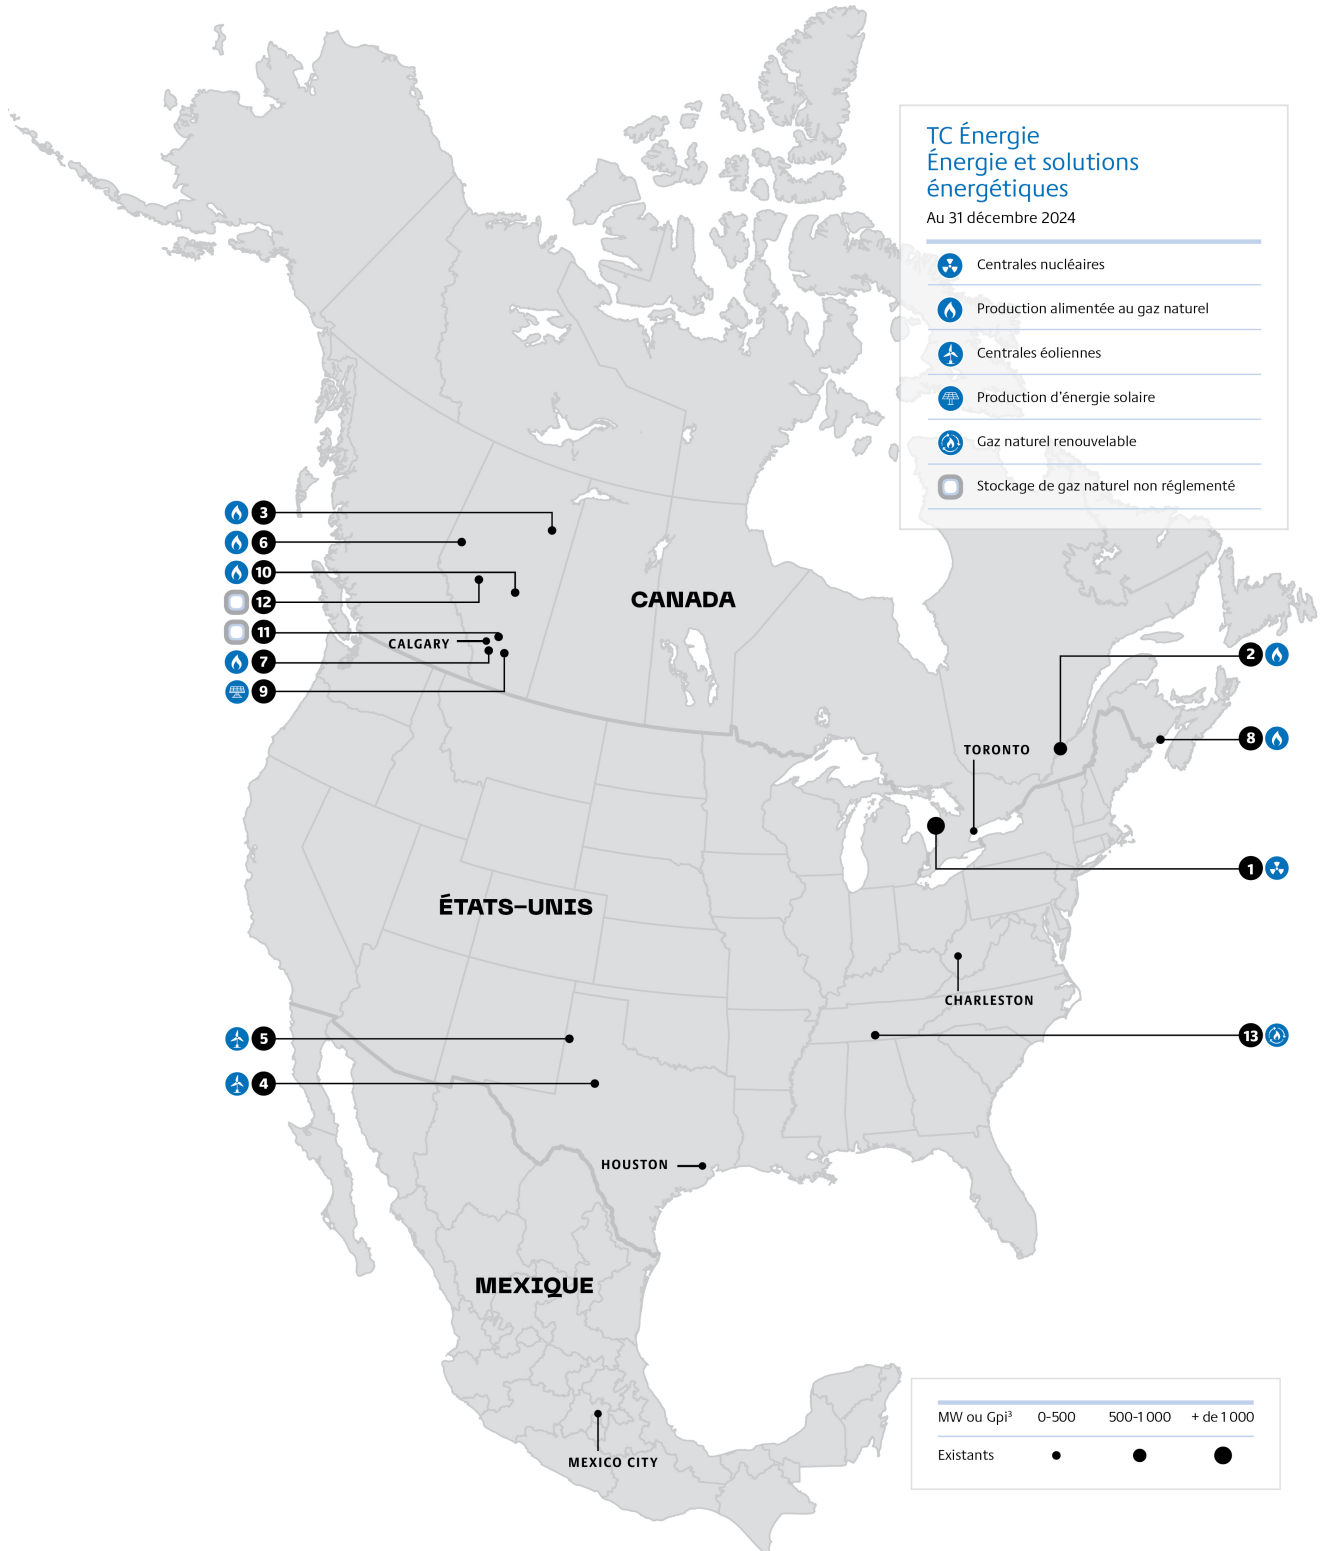 TC Énergie
Énergie et solutions
énergétiques
Au 31 décembre 2024
Centrales nucléaires
Production alimentée au gaz naturel
Centrales éoliennes
Production d'énergie solaire
Gaz naturel renouvelable
Stockage de gaz naturel non réglementé
3
6
10
12
11
7
9
CALGARY
CANADA
2
8
TORONTO
1
ÉTATS–UNIS
CHARLESTON
13
5
4
HOUSTON
MEXIQUE
MEXICO CITY
MW ou Gpi³ 0-500 500-1 000 + de 1 000
Existants